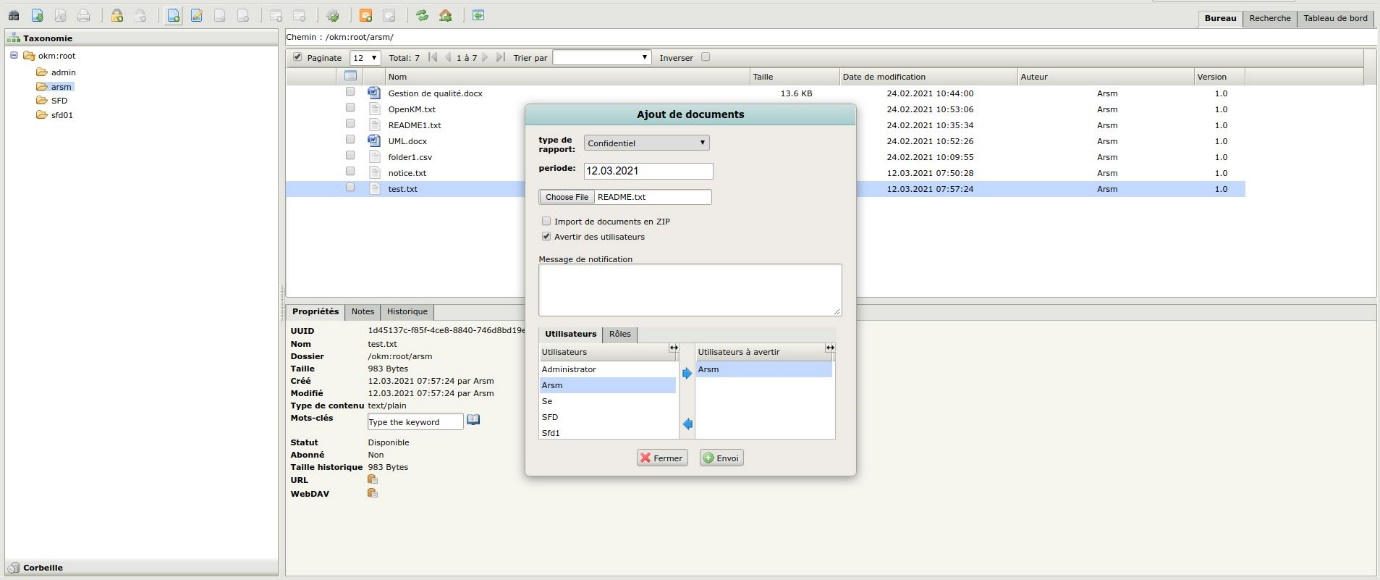 Bureau Recherche Tableau de bord
Taxonomie
okm:root
admin
arsm
SFD
sfd01
Corbeille
Chemin : /okm:root/arsm/
Paginate 12 Total: 7 1 à 7 Trier par Inverser
Nom Taille Date de modification Auteur Version
Gestion de qualité.docx 13.6 KB 24.02.2021 10:44:00 Arsm 1.0
OpenKM.txt 24.02.2021 10:53:06 Arsm 1.0
README1.txt 24.02.2021 10:35:34 Arsm 1.0
UML.docx 24.02.2021 10:52:26 Arsm 1.0
folder1.csv 24.02.2021 10:09:55 Arsm 1.0
notice.txt 12.03.2021 07:50:28 Arsm 1.0
test.txt 12.03.2021 07:57:24 Arsm 1.0
Propriétés Notes Historique
UUID 1d45137c-f85f-4ce8-8840-746d8bd19e
Nom test.txt
Dossier /okm:root/arsm
Taille 983 Bytes
Créé 12.03.2021 07:57:24 par Arsm
Modifié 12.03.2021 07:57:24 par Arsm
Type de contenu text/plain
Mots-clés Type the keyword
Statut Disponible
Abonné Non
Taille historique 983 Bytes
URL
WebDAV
Ajout de documents
type de
rapport: Confidentiel
periode: 12.03.2021
Choose File README.txt
Import de documents en ZIP
Avertir des utilisateurs
Message de notification
Utilisateurs Rôles
Utilisateurs Utilisateurs à avertir
Administrator Arsm
Arsm
Se
SFD
Sfd1
Fermer Envoi